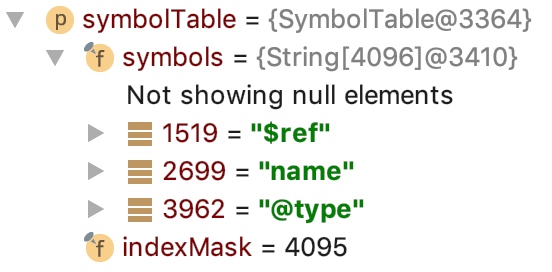 p symbolTable = {SymbolTable@3364}
f symbols = {String[4096]@3410}
Not showing null elements
1519 = "$ref"
2699 = "name"
3962 = "@type"
f indexMask = 4095